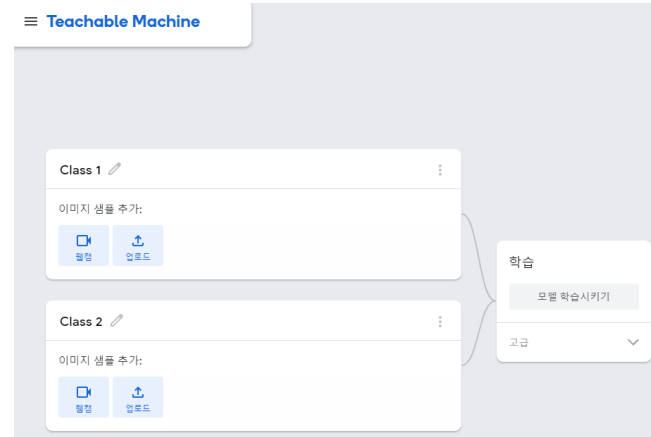 Teachable Machine
Class 1
이미지 샘플 추가:
웹캠
업로드
Class 2
이미지 샘플 추가:
웹캠
업로드
학습
모델 학습시키기
고급